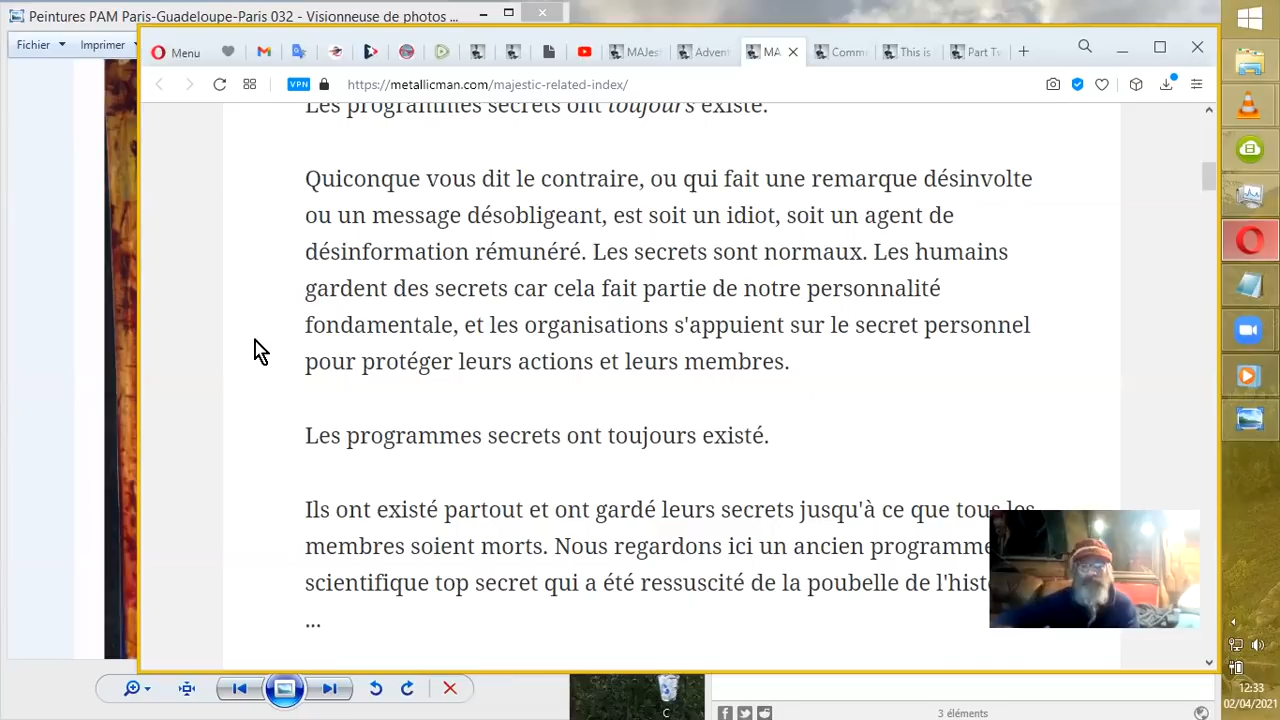 Peintures PAM Paris-Guadeloupe-Paris 032 - Visionneuse de photos ...
Fichier
Imprimer
Menu
MAJes
Advent
MA
Comm
This is
Part Tw
VPN
https://metallicman.com/majestic-related-index/
Les programmes secrets ont toujours existé.
Quiconque vous dit le contraire, ou qui fait une remarque désinvolte
ou un message désobligeant, est soit un idiot, soit un agent de
désinformation rémunéré. Les secrets sont normaux. Les humains
gardent des secrets car cela fait partie de notre personnalité
fondamentale, et les organisations s'appuient sur le secret personnel
pour protéger leurs actions et leurs membres.
Les programmes secrets ont toujours existé.
Ils ont existé partout et ont gardé leurs secrets jusqu'à ce que tous les
membres soient morts. Nous regardons ici un ancien programme
scientifique top secret qui a été ressuscité de la poubelle de l'histo
...
C
3 éléments
12:33
02/04/2021